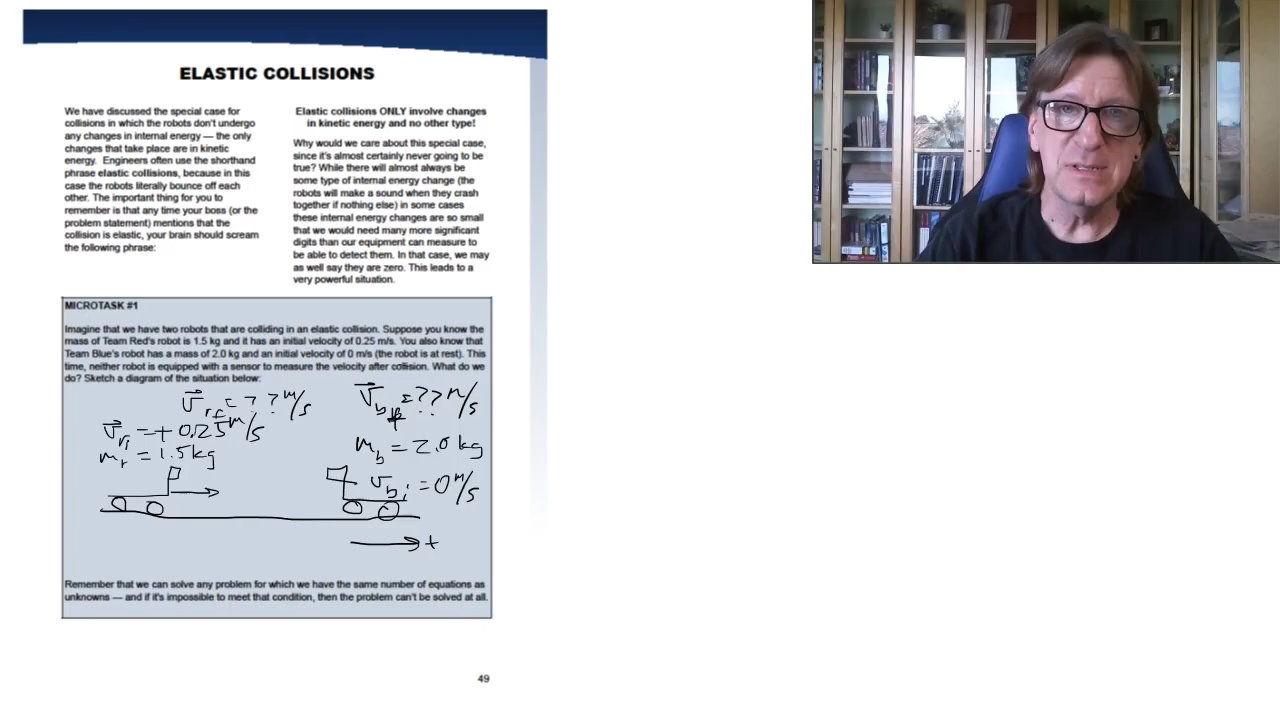 ELASTIC COLLISIONS
We have discussed the special case for
collisions in which the robots don't undergo
any changes in internal energy — the only
changes that take place are in kinetic
energy. Engineers often use the shorthand
phrase elastic collisions, because in this
case the robots literally bounce off each
other. The important thing for you to
remember is that any time your boss (or the
problem statement) mentions that the
collision is elastic, your brain should scream
the following phrase:
Elastic collisions ONLY involve changes
in kinetic energy and no other type!
Why would we care about this special case,
since it's almost certainly never going to be
true? While there will almost always be
some type of internal energy change (the
robots will make a sound when they crash
together if nothing else) in some cases
these internal energy changes are so small
that we would need many more significant
digits than our equipment can measure to
be able to detect them. In that case, we may
as well say they are zero. This leads to a
very powerful situation.
MICROTASK #1
Imagine that we have two robots that are colliding in an elastic collision. Suppose you know the
mass of Team Red's robot is 1.5 kg and it has an initial velocity of 0.25 m/s. You also know that
Team Blue's robot has a mass of 2.0 kg and an initial velocity of 0 m/s (the robot is at rest). This
time, neither robot is equipped with a sensor to measure the velocity after collision. What do we
do? Sketch a diagram of the situation below:
v⃗rf = ?? m/s
v⃗bf = ?? m/s
v⃗ri = + 0.25 m/s
mb = 2.0 kg
mr = 1.5 kg
vbi = 0 m/s
+
Remember that we can solve any problem for which we have the same number of equations as
unknowns — and if it's impossible to meet that condition, then the problem can't be solved at all.
49